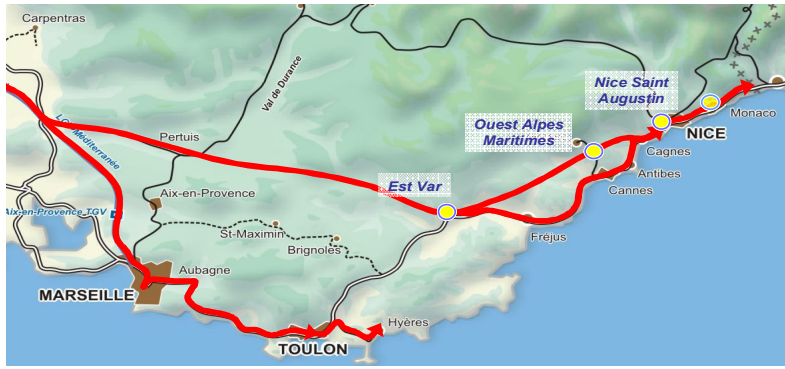 Carpentras
Val de Durance
Nice Saint
Augustin
Monaco
NICE
Ouest Alpes
Maritimes
LGV Méditerranée
Pertuis
Cagnes
Antibes
Cannes
Est Var
Aix-en-Provence
Aix-en-Provence TGV
St-Maximin
Brignoles
Fréjus
Aubagne
MARSEILLE
Hyères
TOULON